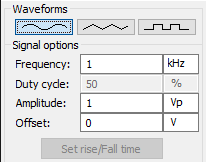 Waveforms
Signal options
Frequency: 1 kHz
Duty cycle: 50 %
Amplitude: 1 Vp
Offset: 0 V
Set rise/Fall time